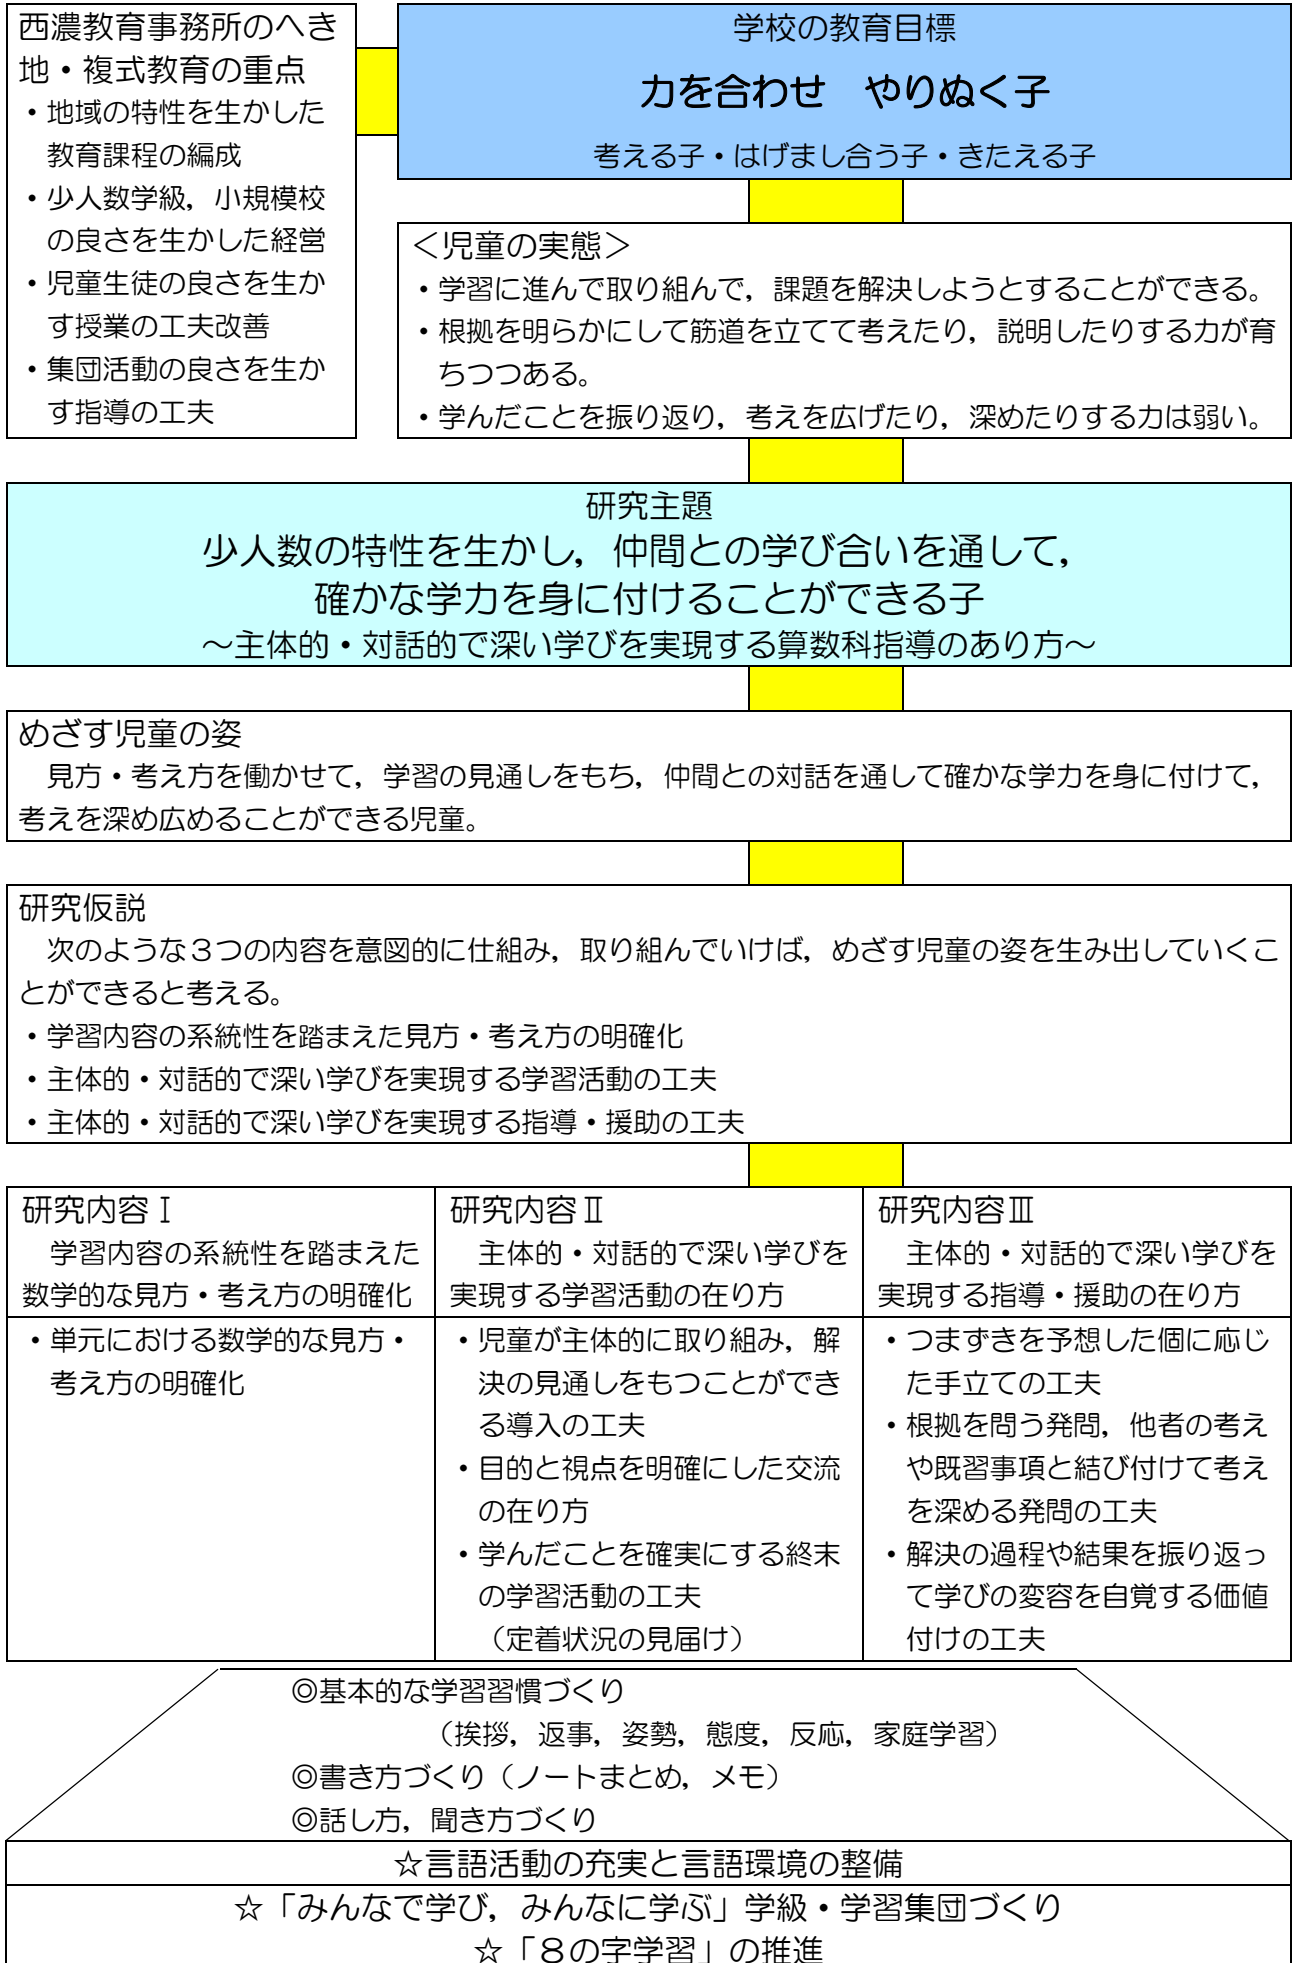 西濃教育事務所のへき
地・複式教育の重点
・地域の特性を生かした
教育課程の編成
・少人数学級，小規模校
の良さを生かした経営
・児童生徒の良さを生か
す授業の工夫改善
・集団活動の良さを生か
す指導の工夫
学校の教育目標
力を合わせ　やりぬく子
考える子・はげまし合う子・きたえる子
＜児童の実態＞
・学習に進んで取り組んで，課題を解決しようとすることができる。
・根拠を明らかにして筋道を立てて考えたり，説明したりする力が育
ちつつある。
・学んだことを振り返り，考えを広げたり，深めたりする力は弱い。
研究主題
少人数の特性を生かし，仲間との学び合いを通して，
確かな学力を身に付けることができる子
～主体的・対話的で深い学びを実現する算数科指導のあり方～
めざす児童の姿
見方・考え方を働かせて，学習の見通しをもち，仲間との対話を通して確かな学力を身に付けて，
考えを深め広めることができる児童。
研究仮説
次のような３つの内容を意図的に仕組み，取り組んでいけば，めざす児童の姿を生み出していくこ
とができると考える。
・学習内容の系統性を踏まえた見方・考え方の明確化
・主体的・対話的で深い学びを実現する学習活動の工夫
・主体的・対話的で深い学びを実現する指導・援助の工夫
研究内容Ⅰ
学習内容の系統性を踏まえた
数学的な見方・考え方の明確化
・単元における数学的な見方・
考え方の明確化
研究内容Ⅱ
主体的・対話的で深い学びを
実現する学習活動の在り方
・児童が主体的に取り組み，解
決の見通しをもつことができ
る導入の工夫
・目的と視点を明確にした交流
の在り方
・学んだことを確実にする終末
の学習活動の工夫
（定着状況の見届け）
研究内容Ⅲ
主体的・対話的で深い学びを
実現する指導・援助の在り方
・つまずきを予想した個に応じ
た手立ての工夫
・根拠を問う発問，他者の考え
や既習事項と結び付けて考え
を深める発問の工夫
・解決の過程や結果を振り返っ
て学びの変容を自覚する価値
付けの工夫
◎基本的な学習習慣づくり
（挨拶，返事，姿勢，態度，反応，家庭学習）
◎書き方づくり（ノートまとめ，メモ）
◎話し方，聞き方づくり
☆言語活動の充実と言語環境の整備
☆「みんなで学び，みんなに学ぶ」学級・学習集団づくり
☆「８の字学習」の推進